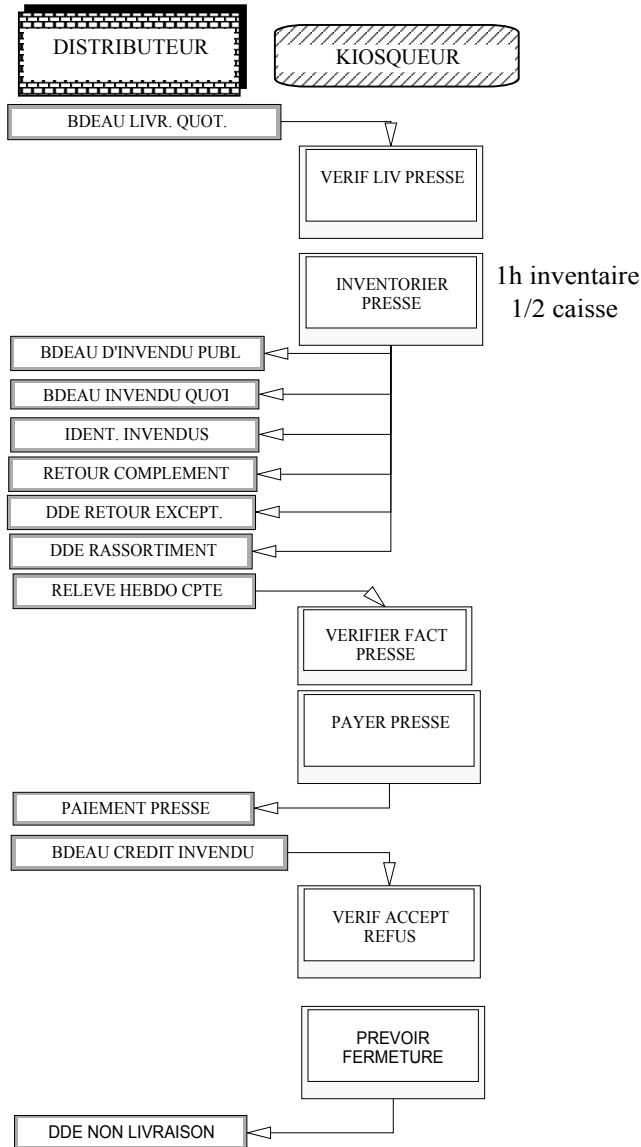 DISTRIBUTEUR
KIOSQUEUR
BDEAU LIVR. QUOT.
VERIF LIV PRESSE
INVENTORIER
PRESSE
1h inventaire
1/2 caisse
BDEAU D'INVENDU PUBL
BDEAU INVENDU QUOT
IDENT. INVENDUS
RETOUR COMPLEMENT
DDE RETOUR EXCEPT.
DDE RASSORTIMENT
RELEVE HEBDO CPTE
VERIFIER FACT
PRESSE
PAYER PRESSE
PAIEMENT PRESSE
BDEAU CREDIT INVENDU
VERIF ACCEPT
REFUS
PREVOIR
FERMETURE
DDE NON LIVRAISON